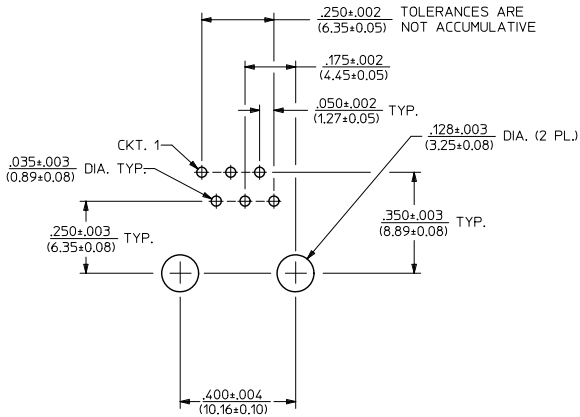 .250±.002 TOLERANCES ARE
(6.35±0.05) NOT ACCUMULATIVE
.175±.002
(4.45±0.05)
.050±.002 TYP.
(1.27±0.05)
CKT. 1
.128±.003 DIA. (2 PL.)
(3.25±0.08)
.035±.003 DIA. TYP.
(0.89±0.08)
.250±.003 TYP.
(6.35±0.08)
.350±.003 TYP.
(8.89±0.08)
.400±.004
(10.16±0.10)